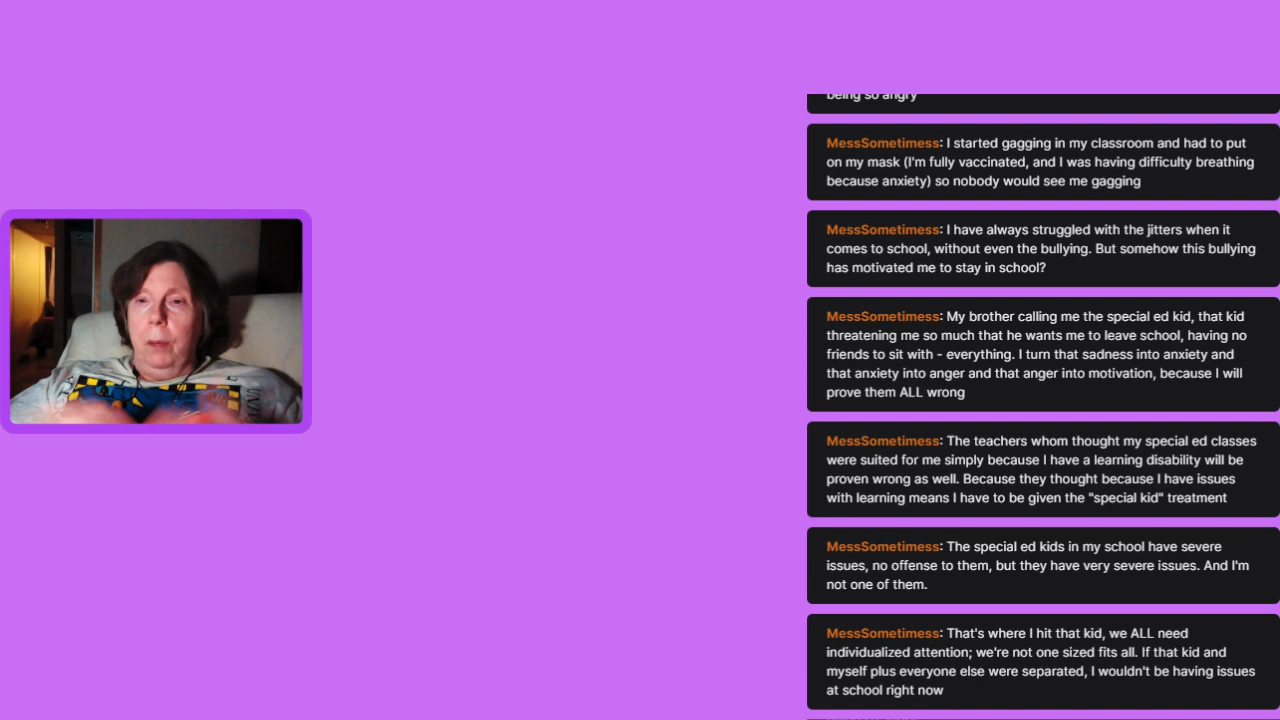 being so angry
MessSometimess: I started gagging in my classroom and had to put
on my mask (I'm fully vaccinated, and I was having difficulty breathing
because anxiety) so nobody would see me gagging
MessSometimess: I have always struggled with the jitters when it
comes to school, without even the bullying. But somehow this bullying
has motivated me to stay in school?
MessSometimess: My brother calling me the special ed kid, that kid
threatening me so much that he wants me to leave school, having no
friends to sit with - everything. I turn that sadness into anxiety and
that anxiety into anger and that anger into motivation, because I will
prove them ALL wrong
MessSometimess: The teachers whom thought my special ed classes
were suited for me simply because I have a learning disability will be
proven wrong as well. Because they thought because I have issues
with learning means I have to be given the "special kid" treatment
MessSometimess: The special ed kids in my school have severe
issues, no offense to them, but they have very severe issues. And I'm
not one of them.
MessSometimess: That's where I hit that kid, we ALL need
individualized attention; we're not one sized fits all. If that kid and
myself plus everyone else were separated, I wouldn't be having issues
at school right now